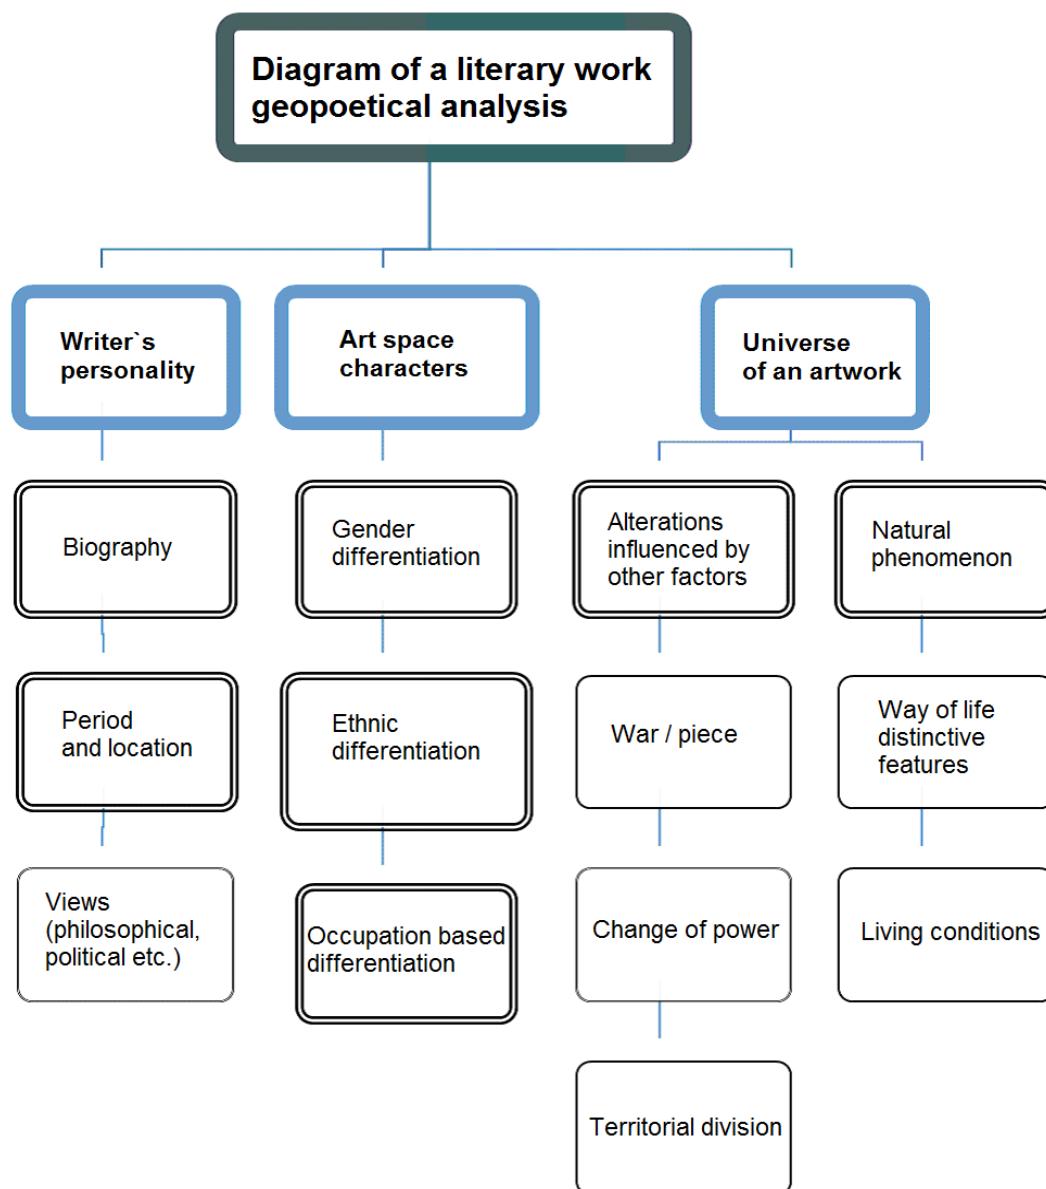 Diagram of a literary work
geopoetical analysis
Writer`s
personality
Art space
characters
Universe
of an artwork
Biography
Gender
differentiation
Alterations
influenced by
other factors
Natural
phenomenon
Period
and location
Ethnic
differentiation
War / piece
Way of life
distinctive
features
Views
(philosophical,
political etc.)
Occupation based
differentiation
Change of power
Living conditions
Territorial division